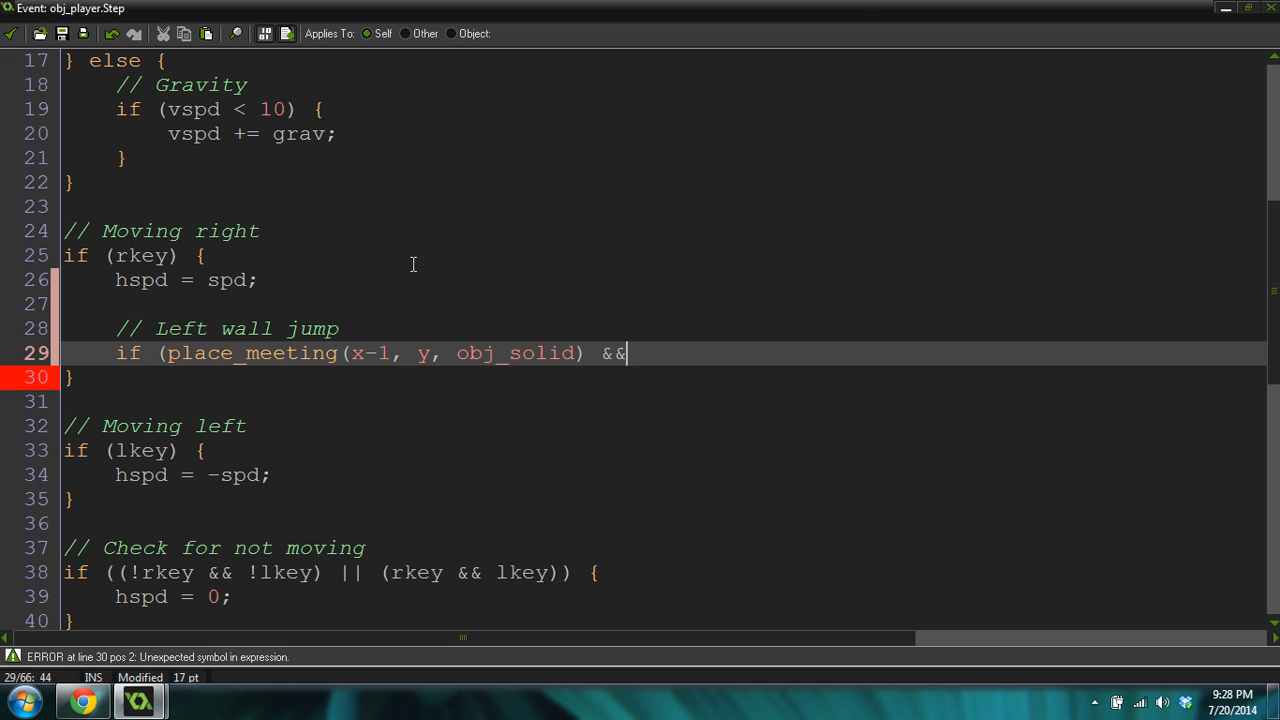 Event: obj_player.Step
Applies To: Self Other Object:
17 } else {
18 // Gravity
19 if (vspd < 10) {
20 vspd += grav;
21 }
22 }
23
24 // Moving right
25 if (rkey) {
26 hspd = spd;
27
28 // Left wall jump
29 if (place_meeting(x-1, y, obj_solid) &&
30 }
31
32 // Moving left
33 if (lkey) {
34 hspd = -spd;
35 }
36
37 // Check for not moving
38 if ((!rkey && !lkey) || (rkey && lkey)) {
39 hspd = 0;
40 }
ERROR at line 30 pos 2: Unexpected symbol in expression.
29/66: 44 INS Modified 17 pt
9:28 PM
7/20/2014